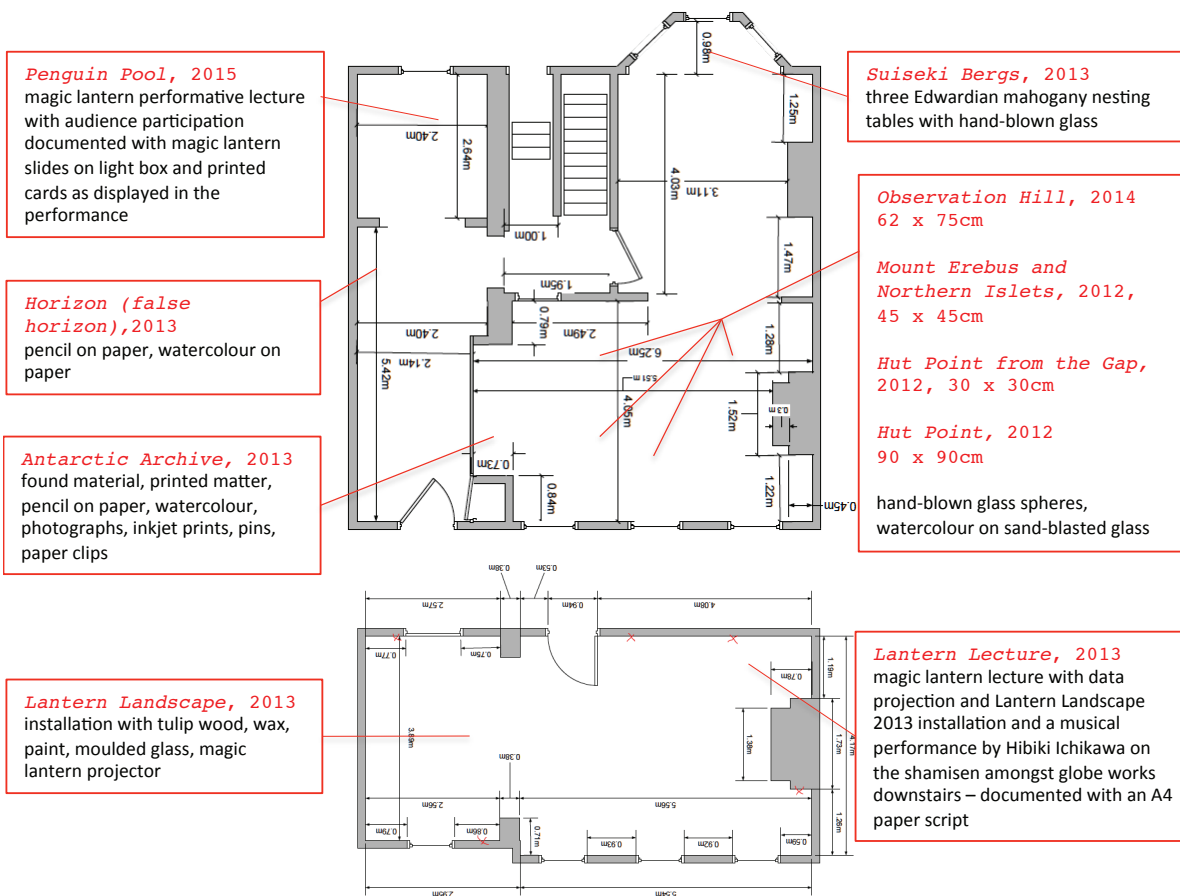 Penguin Pool, 2015
magic lantern performative lecture
with audience participation
documented with magic lantern
slides on light box and printed
cards as displayed in the
performance
Horizon (false
horizon),2013
pencil on paper, watercolour on
paper
Antarctic Archive, 2013
found material, printed matter,
pencil on paper, watercolour,
photographs, inkjet prints, pins,
paper clips
0.98m
2.40m
2.64m
1.25m
4.03m
3.11m
1.00m
1.47m
1.95m
0.79m
2.49m
2.40m
1.28m
6.25m
2.14m
5.42m
5.51 m
4.05m
1.52m
0.3 m
0.73m
0.84m
1.22m
0.45m
Suiseki Bergs, 2013
three Edwardian mahogany nesting
tables with hand-blown glass
Observation Hill, 2014
62 x 75cm
Mount Erebus and
Northern Islets, 2012,
45 x 45cm
Hut Point from the Gap,
2012, 30 x 30cm
Hut Point, 2012
90 x 90cm
hand-blown glass spheres,
watercolour on sand-blasted glass
Lantern Landscape, 2013
installation with tulip wood, wax,
paint, moulded glass, magic
lantern projector
0.38m
0.53m
2.57m
0.94m
4.08m
0.77m
0.75m
1.19m
0.78m
3.89m
0.38m
1.38m
1.73m
4.17m
2.56m
5.56m
0.79m
0.86m
0.71m
0.93m
0.92m
0.59m
1.26m
2.95m
5.54m
Lantern Lecture, 2013
magic lantern lecture with data
projection and Lantern Landscape
2013 installation and a musical
performance by Hibiki Ichikawa on
the shamisen amongst globe works
downstairs – documented with an A4
paper script